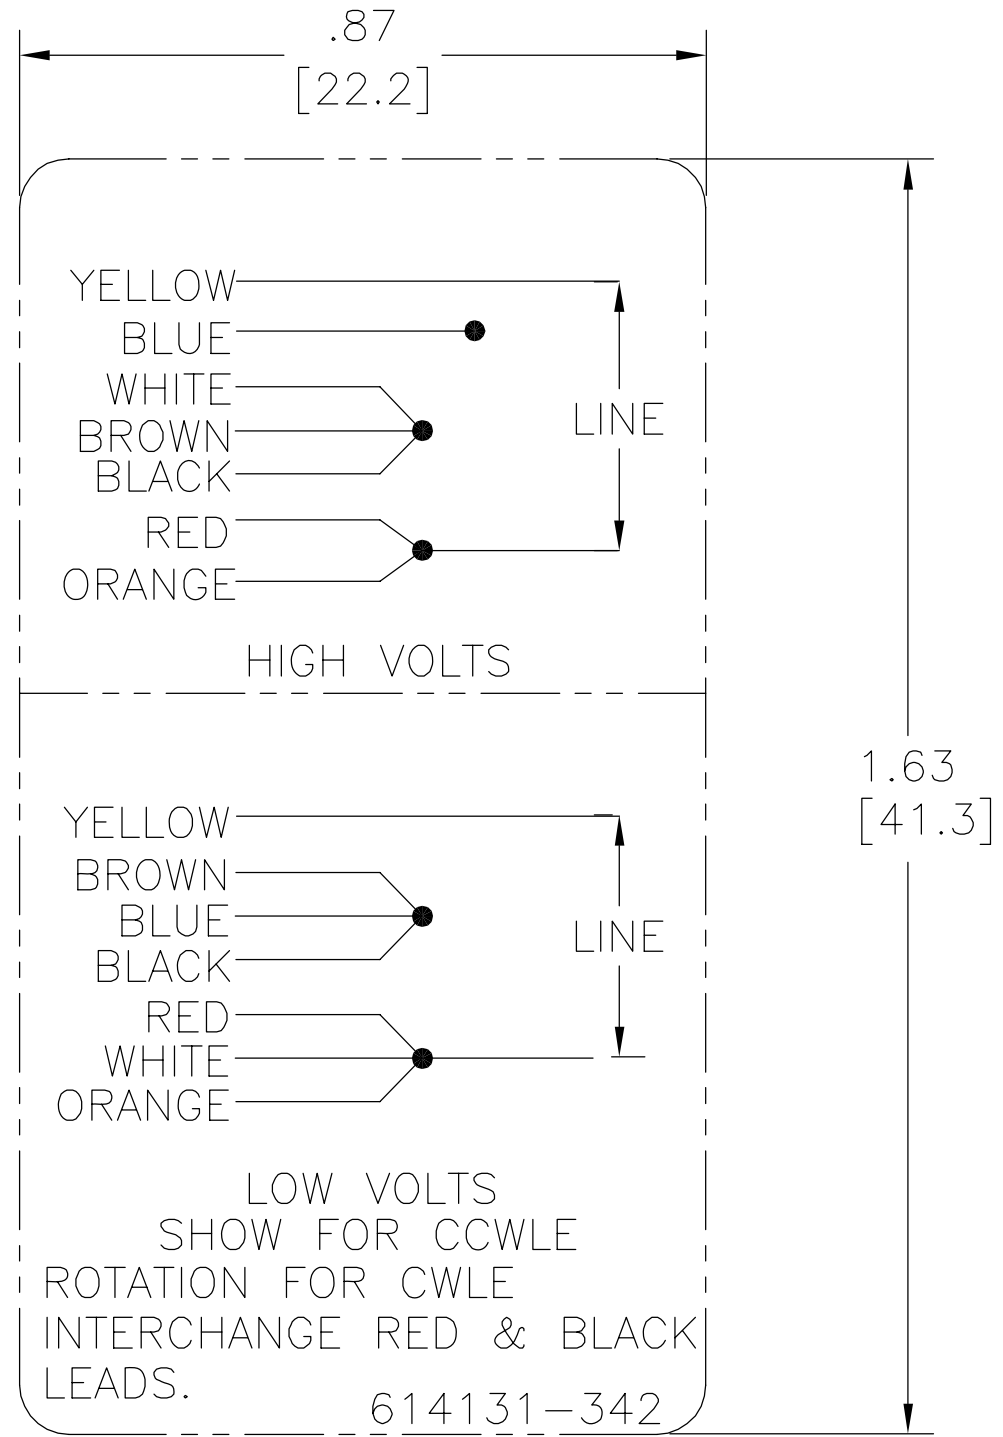 .87
[22.2]
YELLOW
BLUE
WHITE
LINE
BROWN
BLACK
RED
ORANGE
HIGH VOLTS
1.63
[41.3]
YELLOW
BROWN
BLUE
LINE
BLACK
RED
WHITE
ORANGE
LOW VOLTS
SHOW FOR CCWLE
ROTATION FOR CWLE
INTERCHANGE RED & BLACK
LEADS.
614131-342